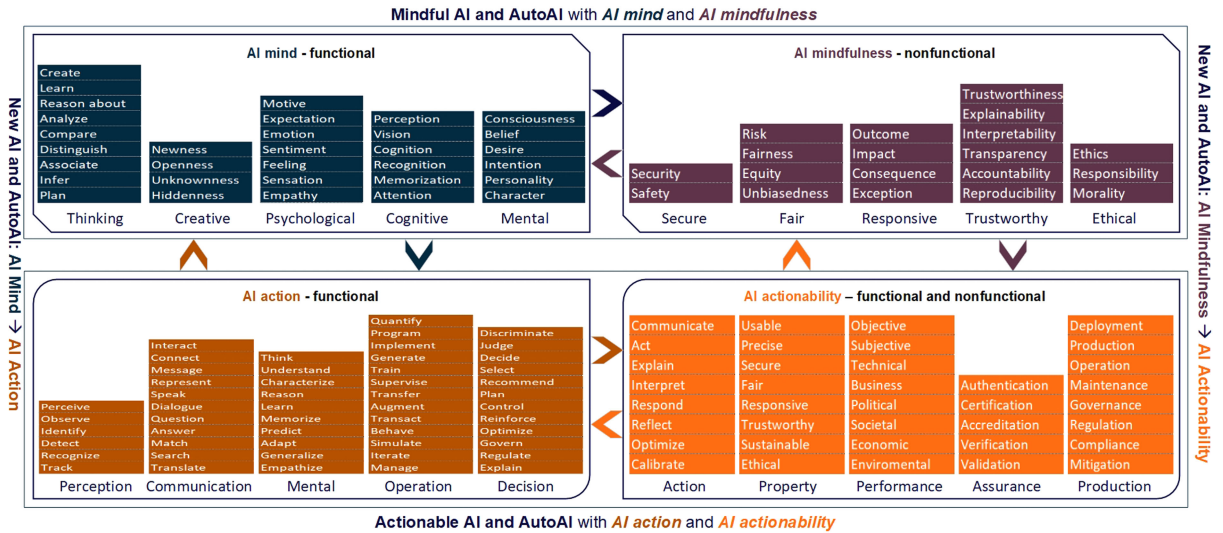 Mindful AI and AutoAI with AI mind and AI mindfulness
New AI and AutoAI: AI Mind → AI Action
AI mind - functional
Create
Learn
Reason about
Analyze
Compare
Distinguish
Associate
Infer
Plan
Thinking
Newness
Openness
Unknownness
Hiddenness
Creative
Motive
Expectation
Emotion
Sentiment
Feeling
Sensation
Empathy
Psychological
Perception
Vision
Cognition
Recognition
Memorization
Attention
Cognitive
Consciousness
Belief
Desire
Intention
Personality
Character
Mental
AI mindfulness - nonfunctional
Security
Safety
Secure
Risk
Fairness
Equity
Unbiasedness
Fair
Outcome
Impact
Consequence
Exception
Responsive
Trustworthiness
Explainability
Interpretability
Transparency
Accountability
Reproducibility
Trustworthy
Ethics
Responsibility
Morality
Ethical
New AI and AutoAI: AI Mindfulness → AI Actionability
AI action - functional
Perceive
Observe
Identify
Detect
Recognize
Track
Perception
Interact
Connect
Message
Represent
Speak
Dialogue
Question
Answer
Match
Search
Translate
Communication
Think
Understand
Characterize
Reason
Learn
Memorize
Predict
Adapt
Generalize
Empathize
Mental
Quantify
Program
Implement
Generate
Train
Supervise
Transfer
Augment
Transact
Behave
Simulate
Iterate
Manage
Operation
Discriminate
Judge
Decide
Select
Recommend
Plan
Control
Reinforce
Optimize
Govern
Regulate
Explain
Decision
AI actionability – functional and nonfunctional
Communicate
Act
Explain
Interpret
Respond
Reflect
Optimize
Calibrate
Action
Usable
Precise
Secure
Fair
Responsive
Trustworthy
Sustainable
Ethical
Property
Objective
Subjective
Technical
Business
Political
Societal
Economic
Enviromental
Performance
Authentication
Certification
Accreditation
Verification
Validation
Assurance
Deployment
Production
Operation
Maintenance
Governance
Regulation
Compliance
Mitigation
Production
Actionable AI and AutoAI with AI action and AI actionability